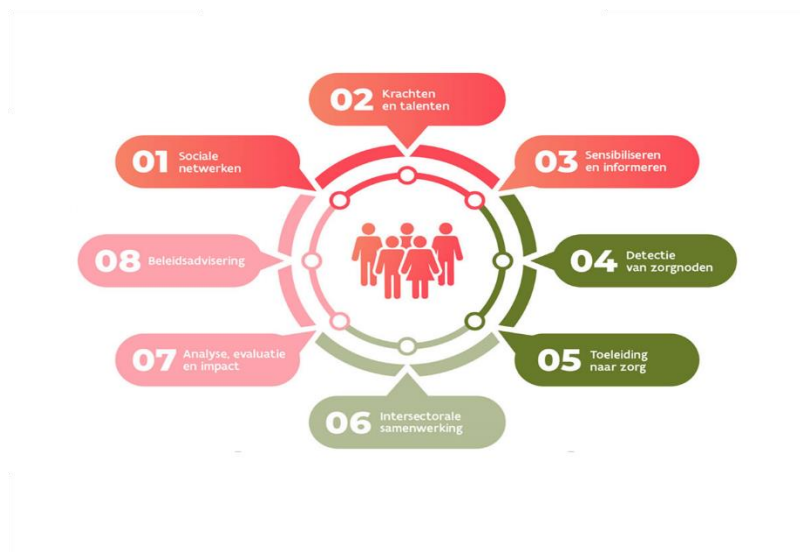 01 Sociale
netwerken
02 Krachten
en talenten
03 Sensibiliseren
en informeren
04 Detectie
van zorgnoden
05 Toeleiding
naar zorg
06 Intersectorale
samenwerking
07 Analyse, evaluatie
en impact
08 Beleidsadvisering